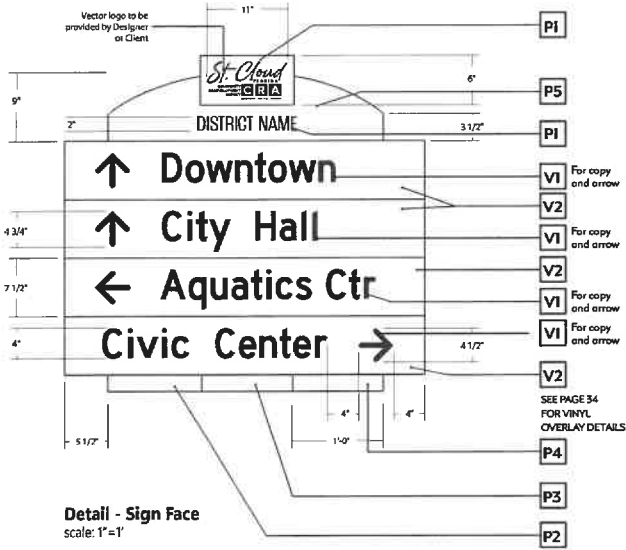 Vector logo to be
provided by Designer
or Client
11"
P1
St. Cloud
FLORIDA
CRA
6"
9"
P5
2"
DISTRICT NAME
3 1/2"
P1
Downtown
V1 For copy
and arrow
V2
4 3/4"
City Hall
V1 For copy
and arrow
7 1/2"
Aquatics Ctr
V2
V1 For copy
and arrow
4"
Civic Center
4 1/2"
V1 For copy
and arrow
V2
SEE PAGE 34
FOR VINYL
OVERLAY DETAILS
4"
4"
5 1/2"
1'-0"
P4
P3
P2
Detail - Sign Face
scale: 1"=1'